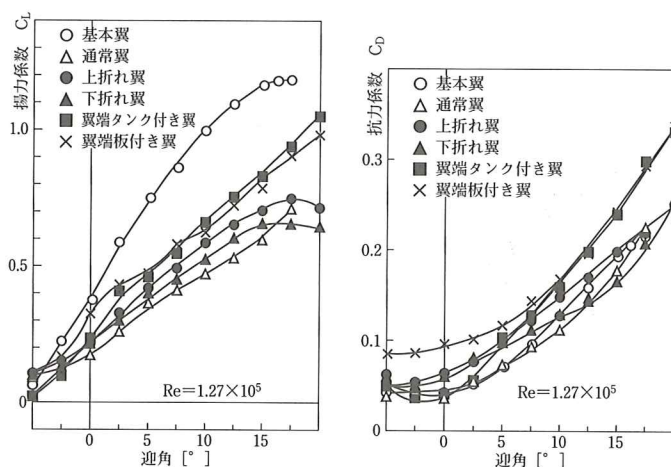 揚力係数 C_L
1.0
0.5
0
○ 基本翼
△ 通常翼
● 上折れ翼
▲ 下折れ翼
■ 翼端タンク付き翼
× 翼端板付き翼
Re=1.27×10⁵
0 5 10 15
迎角 [°]
抗力係数 C_D
0.3
0.2
0.1
0
○ 基本翼
△ 通常翼
● 上折れ翼
▲ 下折れ翼
■ 翼端タンク付き翼
× 翼端板付き翼
Re=1.27×10⁵
0 5 10 15
迎角 [°]